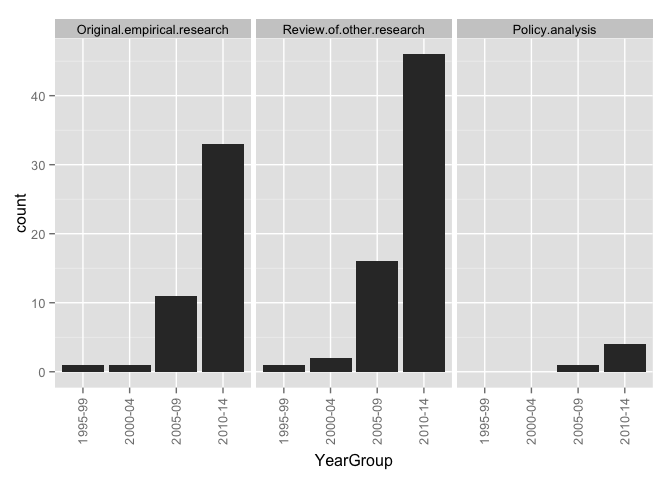 Original.empirical.research Review.of.other.research Policy.analysis
count
40
30
20
10
0
1995-99 2000-04 2005-09 2010-14 1995-99 2000-04 2005-09 2010-14 1995-99 2000-04 2005-09 2010-14
YearGroup